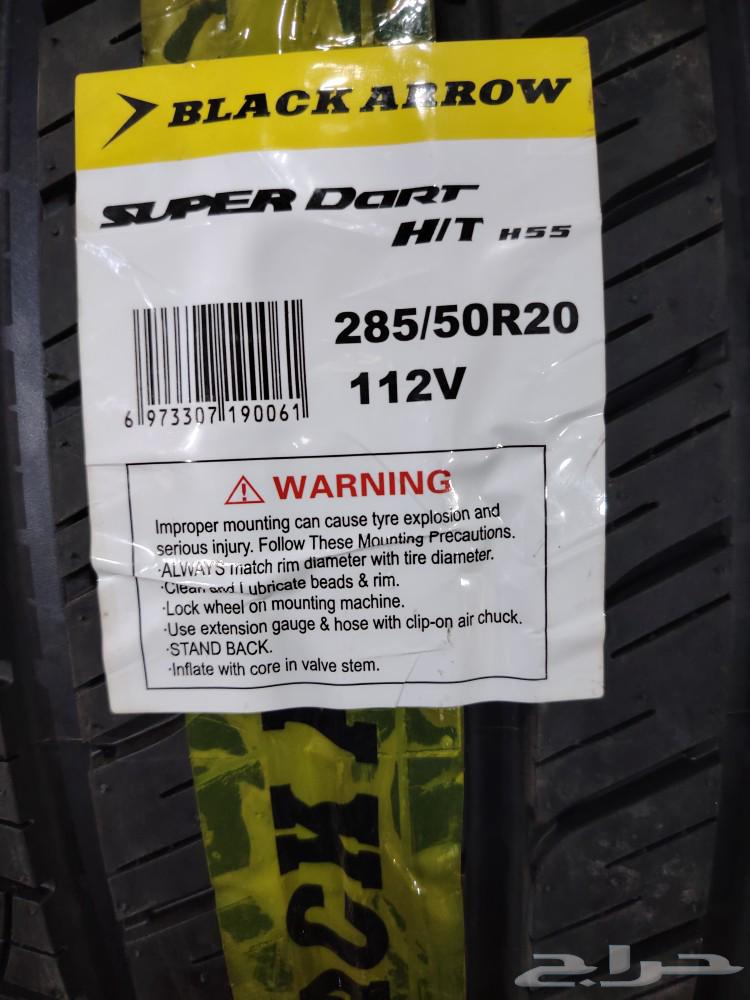 BLACK ARROW
SUPER DART
H/T H55
285/50R20
112V
6 973307 190061
WARNING
Improper mounting can cause tyre explosion and
serious injury. Follow These Mounting Precautions.
·ALWAYS match rim diameter with tire diameter.
·Clean and Lubricate beads & rim.
·Lock wheel on mounting machine.
·Use extension gauge & hose with clip-on air chuck.
·STAND BACK.
·Inflate with core in valve stem.
حراج